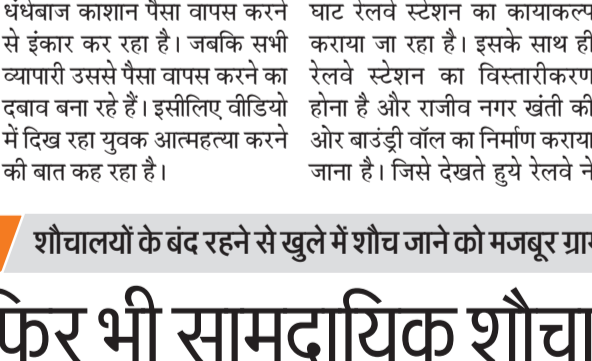 धंधेबाज काशान पैसा वापस करने
से इंकार कर रहा है। जबकि सभी
व्यापारी उससे पैसा वापस करने का
दबाव बना रहे हैं। इसीलिए वीडियो
में दिख रहा युवक आत्महत्या करने
की बात कह रहा है।
घाट रेलवे स्टेशन का कायाकल्प
कराया जा रहा है। इसके साथ ही
रेलवे स्टेशन का विस्तारीकरण
होना है और राजीव नगर खंती की
ओर बाउंड्री वॉल का निर्माण कराया
जाना है। जिसे देखते हुये रेलवे ने
शौचालयों के बंद रहने से खुले में शौच जाने को मजबूर ग्राम
फिर भी सामुदायिक शौचा